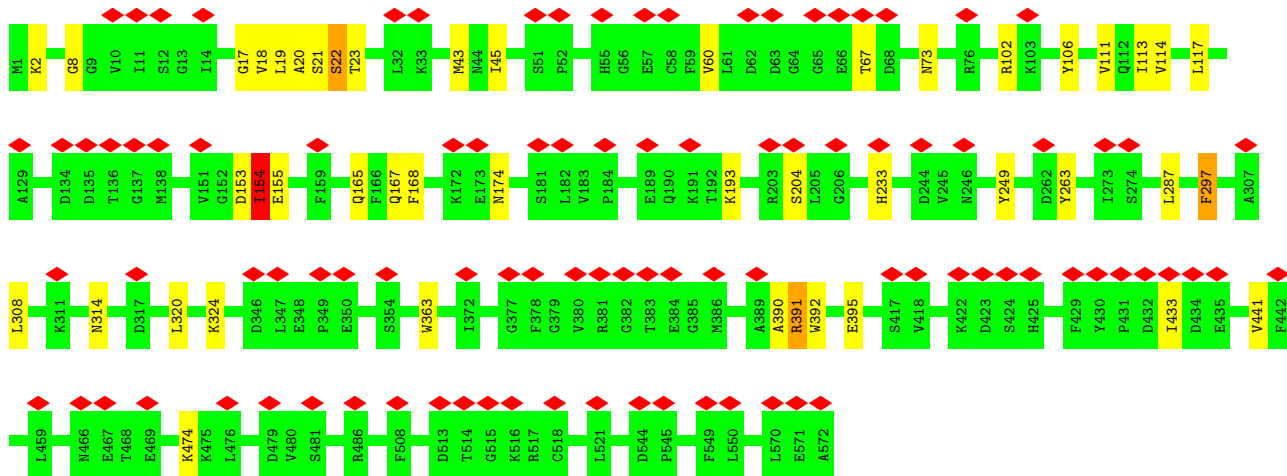 M1 K2 G8 G9 V10 I11 S12 G13 I14 G17 V18 L19 A20 S21 S22 T23 L32 K33 M43 N44 I45 S51 P52 H55 G56 E57 C58 F59 V60 L61 D62 D63 G64 G65 E66 T67 D68 N73 R76 R102 K103 Y106 V111 Q112 I113 V114 L117
A129 D134 D135 T136 G137 M138 V151 G152 D153 I154 E155 F159 Q165 F166 Q167 F168 K172 E173 N174 S181 L182 V183 P184 E189 Q190 K191 T192 K193 R203 S204 L205 G206 H233 D244 V245 N246 Y249 D262 Y263 I273 S274 L287 F297 A307
L308 K311 N314 D317 L320 K324 D346 L347 E348 P349 E350 S354 W363 I372 G377 F378 G379 V380 R381 G382 T383 E384 G385 M386 A389 A390 R391 W392 E395 S417 V418 K422 D423 S424 H425 F429 Y430 P431 D432 I433 D434 E435 V441 F442
L459 N466 E467 T468 E469 K474 K475 L476 D479 V480 S481 R486 F508 D513 T514 G515 K516 R517 C518 L521 D544 P545 F549 L550 L570 E571 A572